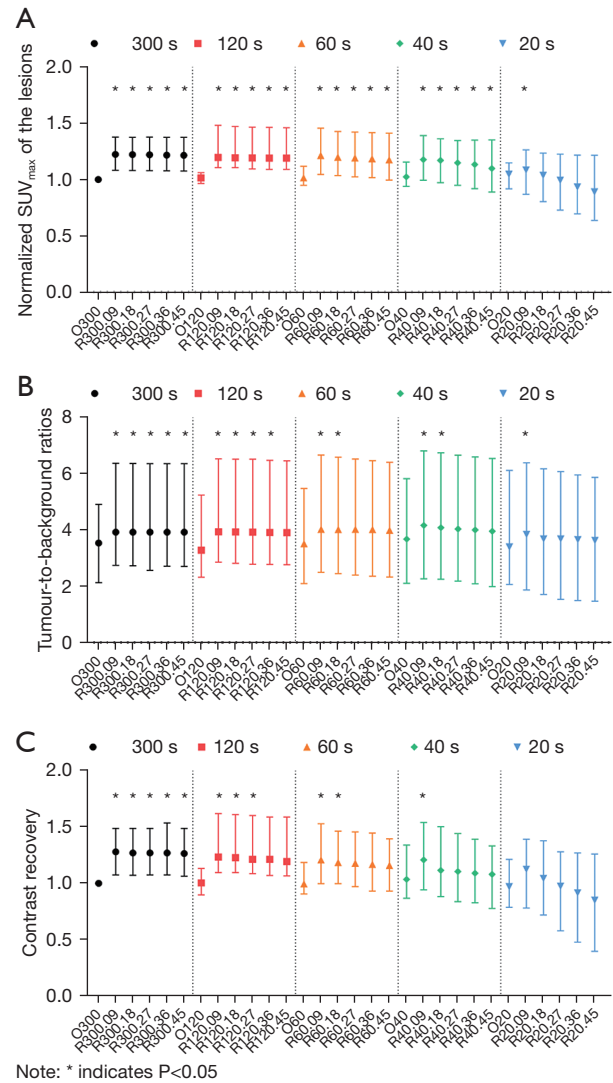 A
300 s 120 s 60 s 40 s 20 s
Normalized SUVmax of the lesions
2.0
1.5
1.0
0.5
0.0
* * * * * * * * * * * * * * * * * * * * *
O300 R300.09 R300.18 R300.27 R300.36 R300.45 O120 R120.09 R120.18 R120.27 R120.36 R120.45 O60 R60.09 R60.18 R60.27 R60.36 R60.45 O40 R40.09 R40.18 R40.27 R40.36 R40.45 O20 R20.09 R20.18 R20.27 R20.36 R20.45
B
300 s 120 s 60 s 40 s 20 s
Tumour-to-background ratios
8
6
4
2
0
* * * * * * * * * * * * * *
O300 R300.09 R300.18 R300.27 R300.36 R300.45 O120 R120.09 R120.18 R120.27 R120.36 R120.45 O60 R60.09 R60.18 R60.27 R60.36 R60.45 O40 R40.09 R40.18 R40.27 R40.36 R40.45 O20 R20.09 R20.18 R20.27 R20.36 R20.45
C
300 s 120 s 60 s 40 s 20 s
Contrast recovery
2.0
1.5
1.0
0.5
0.0
* * * * * * * * * * *
O300 R300.09 R300.18 R300.27 R300.36 R300.45 O120 R120.09 R120.18 R120.27 R120.36 R120.45 O60 R60.09 R60.18 R60.27 R60.36 R60.45 O40 R40.09 R40.18 R40.27 R40.36 R40.45 O20 R20.09 R20.18 R20.27 R20.36 R20.45
Note: * indicates P<0.05